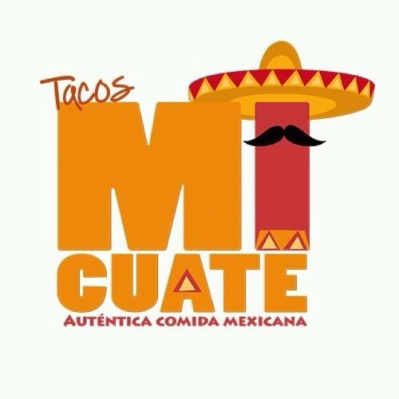 Tacos
MI
CUATE
AUTÉNTICA COMIDA MEXICANA